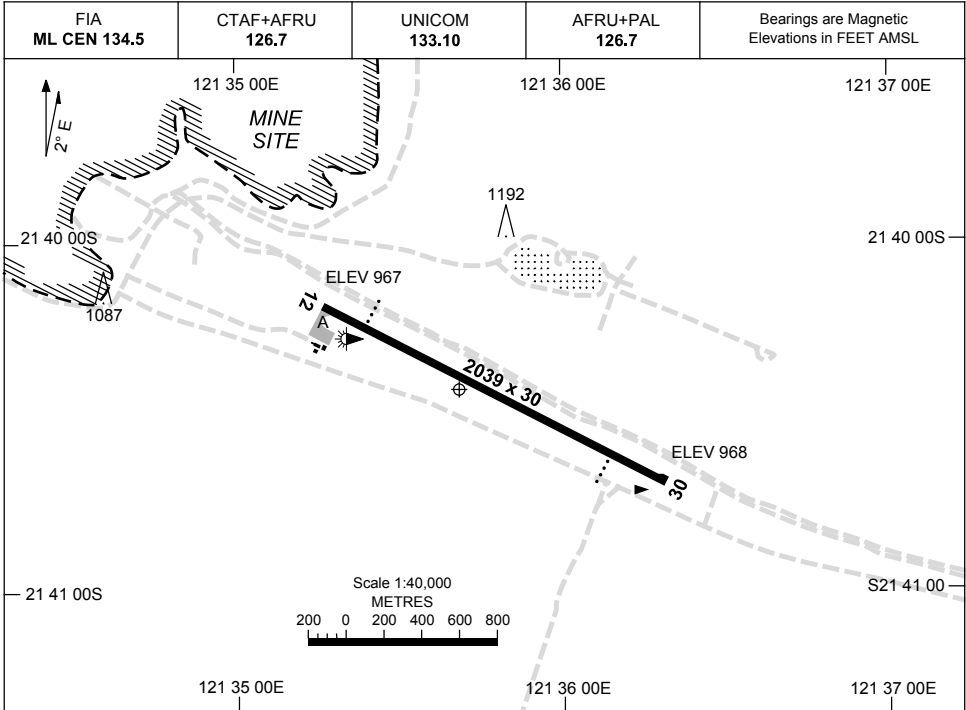 FIA
ML CEN 134.5
CTAF+AFRU
126.7
UNICOM
133.10
AFRU+PAL
126.7
Bearings are Magnetic
Elevations in FEET AMSL
121 35 00E
121 36 00E
121 37 00E
2° E
MINE
SITE
1192
21 40 00S
21 40 00S
ELEV 967
1087
12
A
2039 x 30
ELEV 968
30
Scale 1:40,000
METRES
200 0 200 400 600 800
21 41 00S
S21 41 00
121 35 00E
121 36 00E
121 37 00E